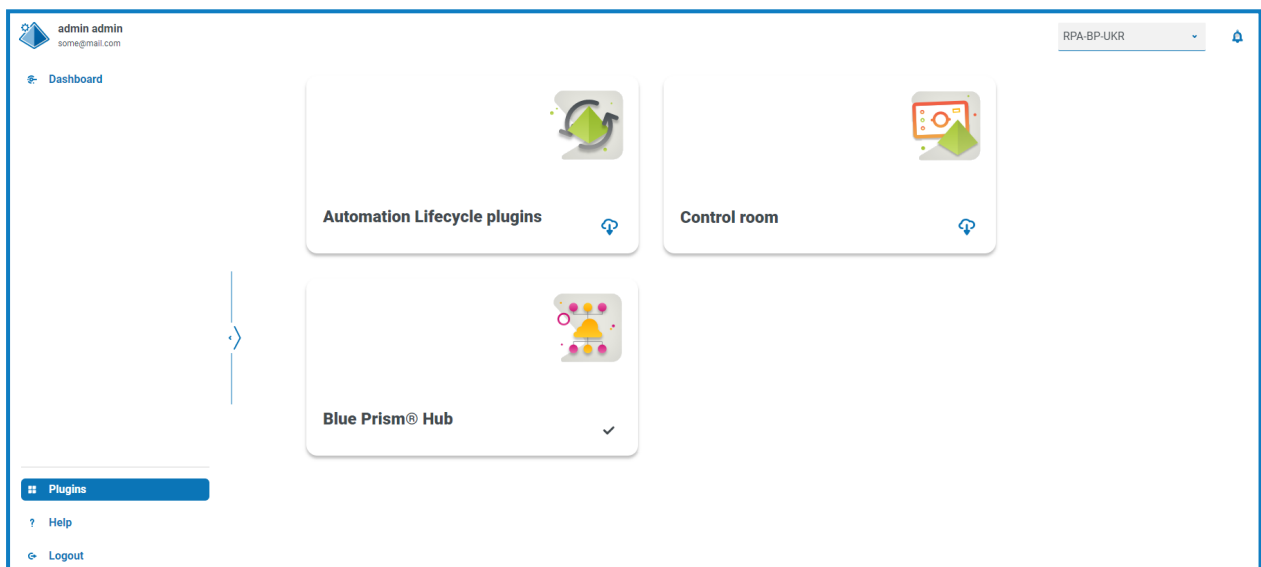 admin admin
some@mail.com
RPA-BP-UKR
Dashboard
Automation Lifecycle plugins
Control room
Blue Prism® Hub
Plugins
? Help
Logout